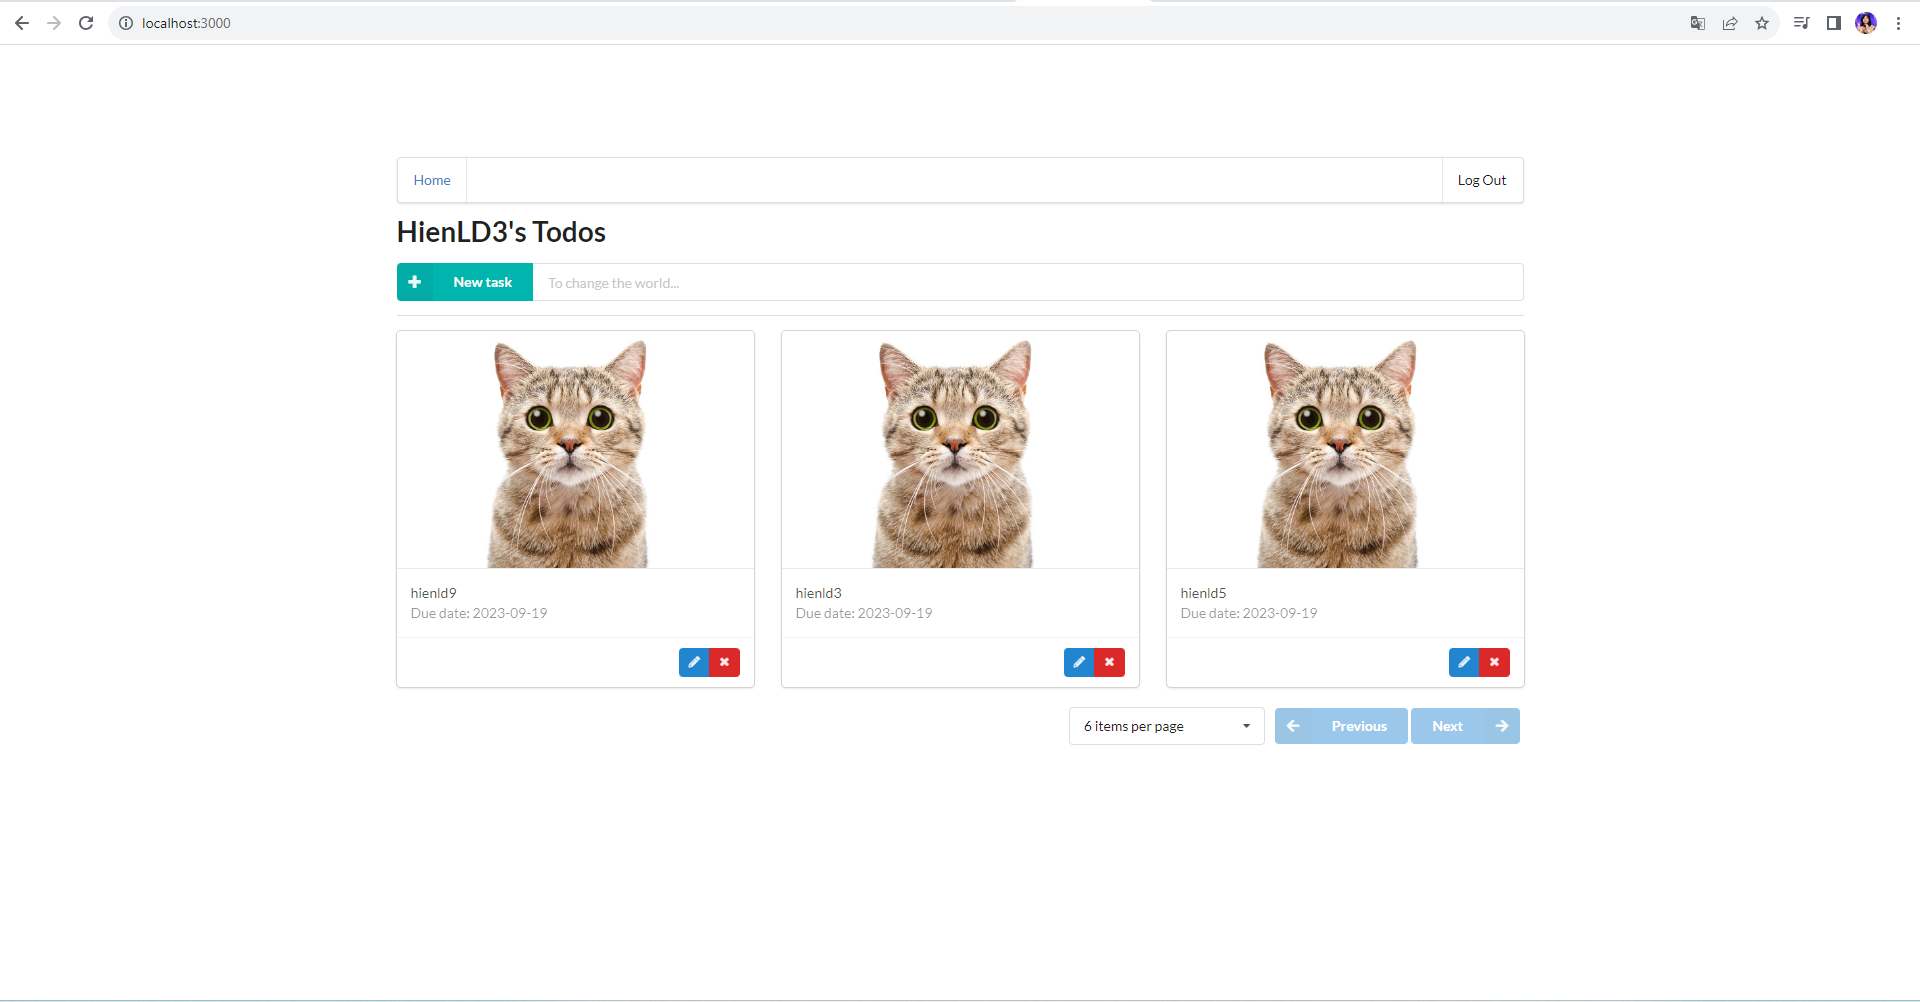 localhost:3000
Home
Log Out
HienLD3's Todos
New task
To change the world...
hienld9
Due date: 2023-09-19
hienld3
Due date: 2023-09-19
hienld5
Due date: 2023-09-19
6 items per page
Previous
Next